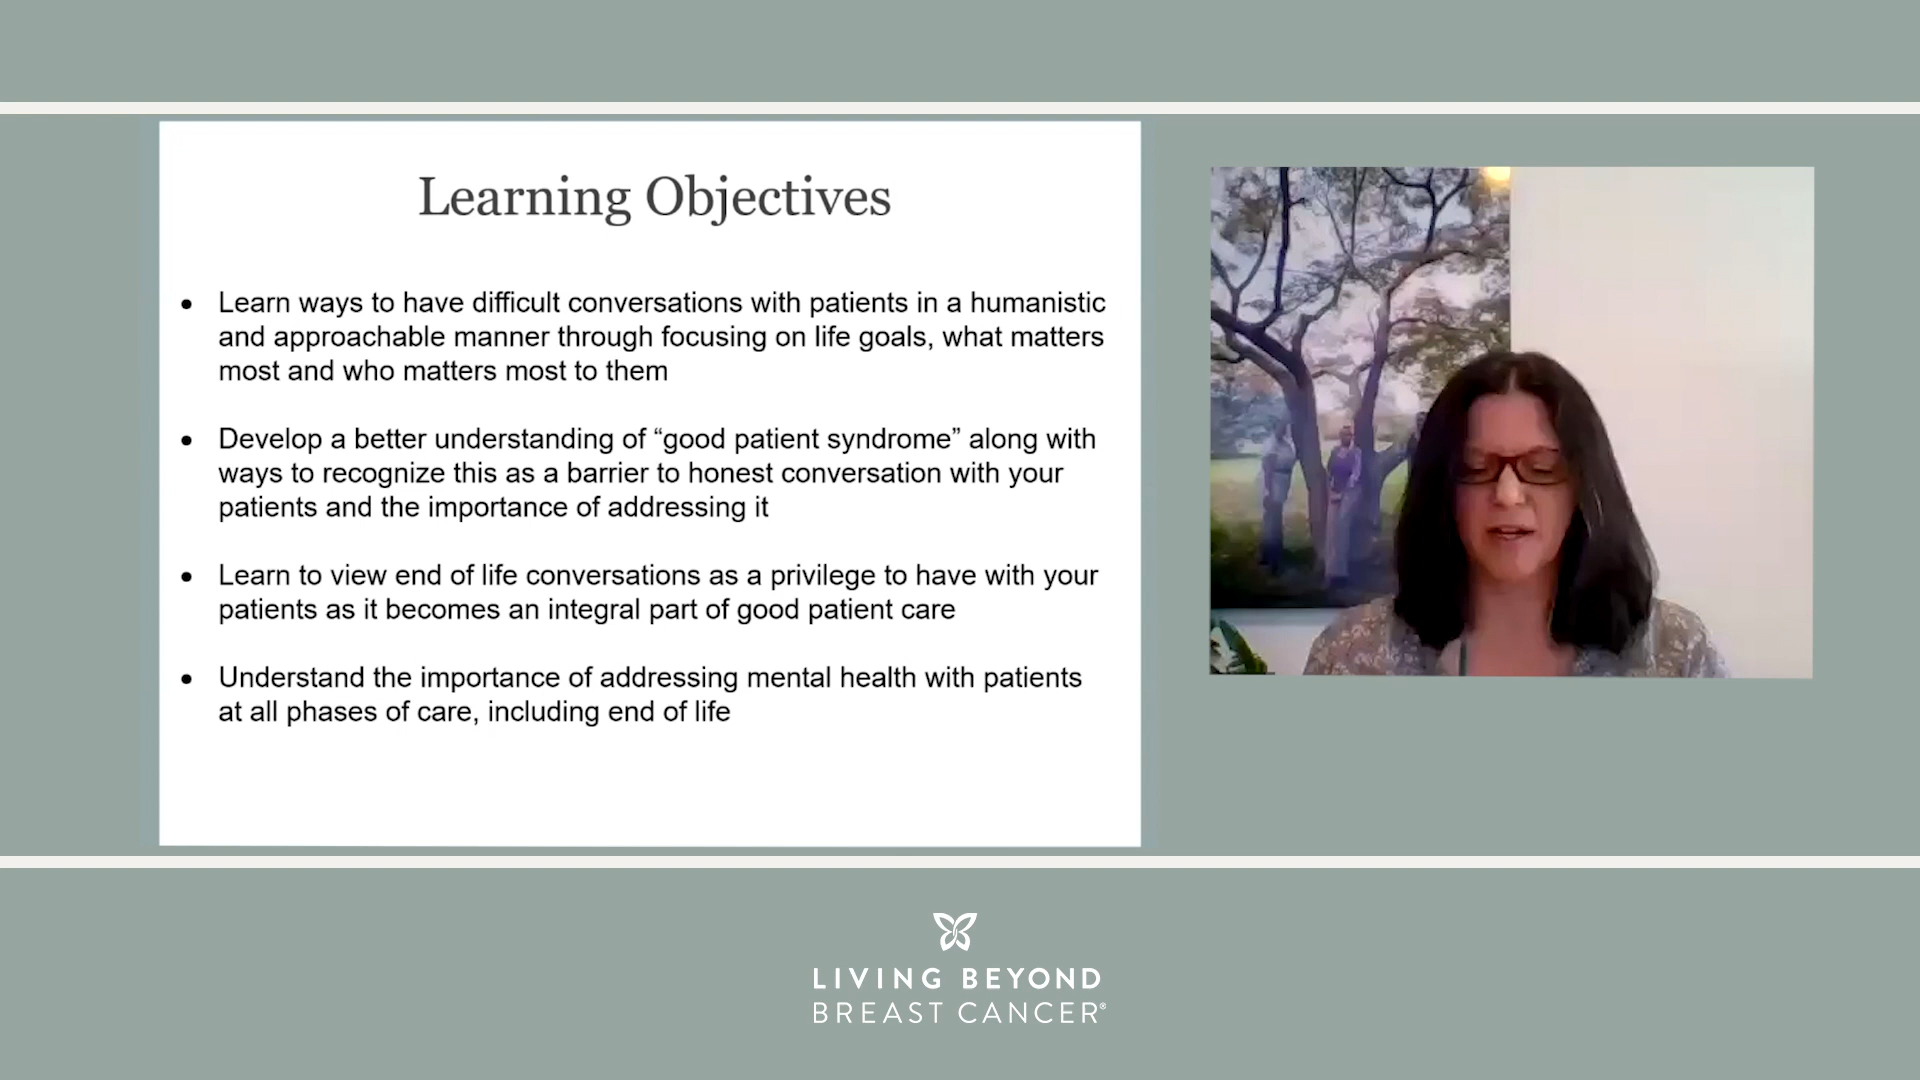 Learning Objectives
• Learn ways to have difficult conversations with patients in a humanistic
and approachable manner through focusing on life goals, what matters
most and who matters most to them
• Develop a better understanding of “good patient syndrome” along with
ways to recognize this as a barrier to honest conversation with your
patients and the importance of addressing it
• Learn to view end of life conversations as a privilege to have with your
patients as it becomes an integral part of good patient care
• Understand the importance of addressing mental health with patients
at all phases of care, including end of life
LIVING BEYOND
BREAST CANCER®